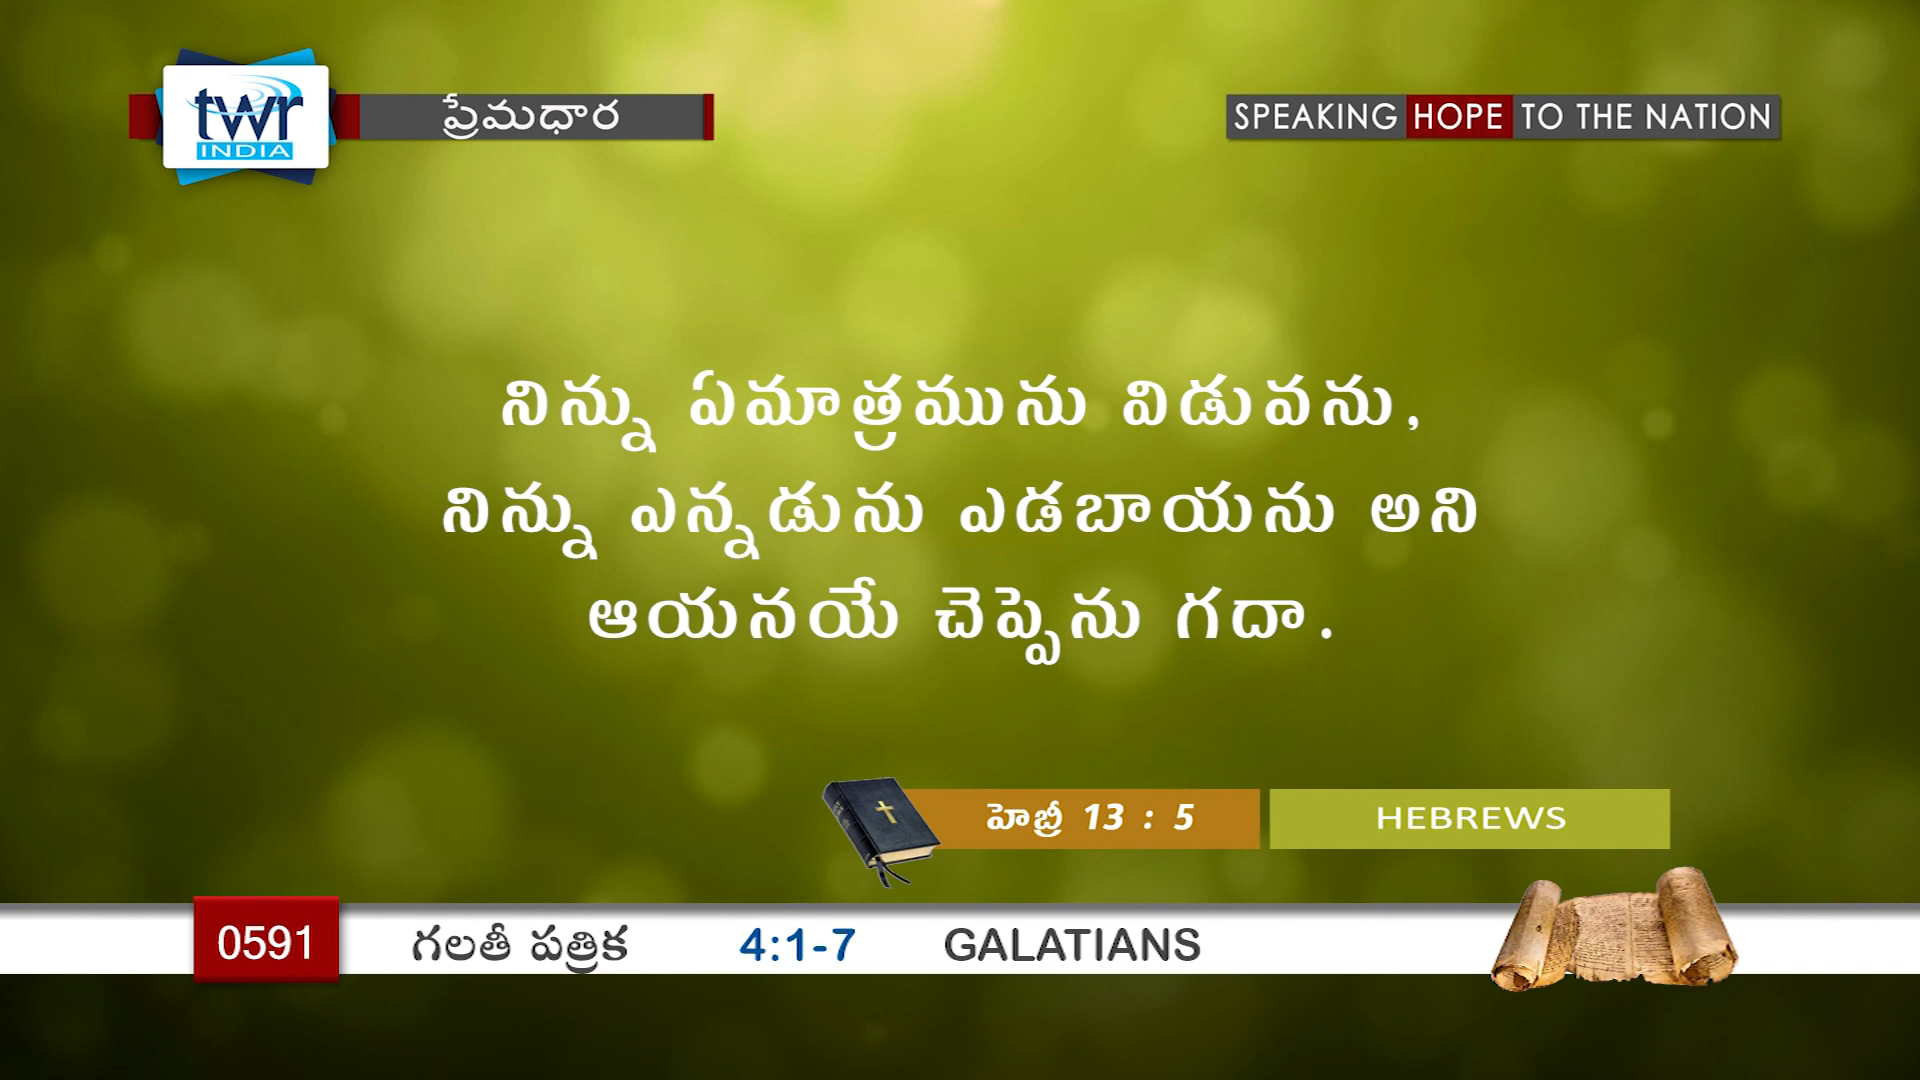 twr
INDIA
ప్రేమధార
SPEAKING HOPE TO THE NATION
నిన్ను ఏమాత్రమును విడువను,
నిన్ను ఎన్నడును ఎడబాయను అని
ఆయనయే చెప్పెను గదా.
హెబ్రీ 13 : 5
HEBREWS
0591
గలతీ పత్రిక
4:1-7
GALATIANS